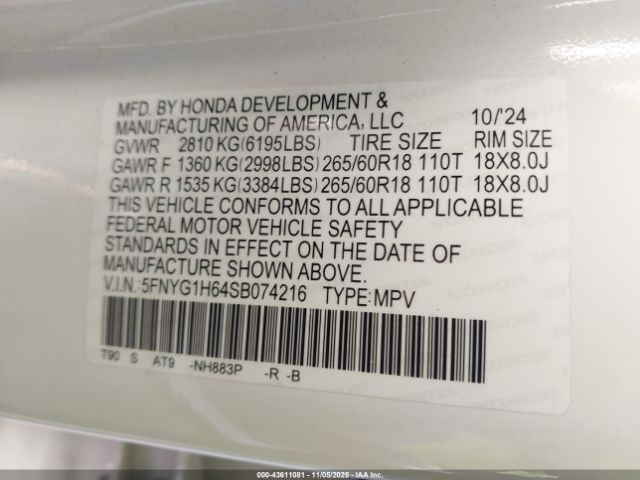 MFD. BY HONDA DEVELOPMENT &
MANUFACTURING OF AMERICA, LLC 10/'24
GVWR 2810 KG(6195LBS) TIRE SIZE RIM SIZE
GAWR F 1360 KG(2998LBS) 265/60R18 110T 18X8.0J
GAWR R 1535 KG(3384LBS) 265/60R18 110T 18X8.0J
THIS VEHICLE CONFORMS TO ALL APPLICABLE
FEDERAL MOTOR VEHICLE SAFETY
STANDARDS IN EFFECT ON THE DATE OF
MANUFACTURE SHOWN ABOVE.
V.I.N.:5FNYG1H64SB074216 TYPE:MPV
T90 S AT9 -NH883P -R -B
000-43611081 - 11/05/2025 - IAAI.COM